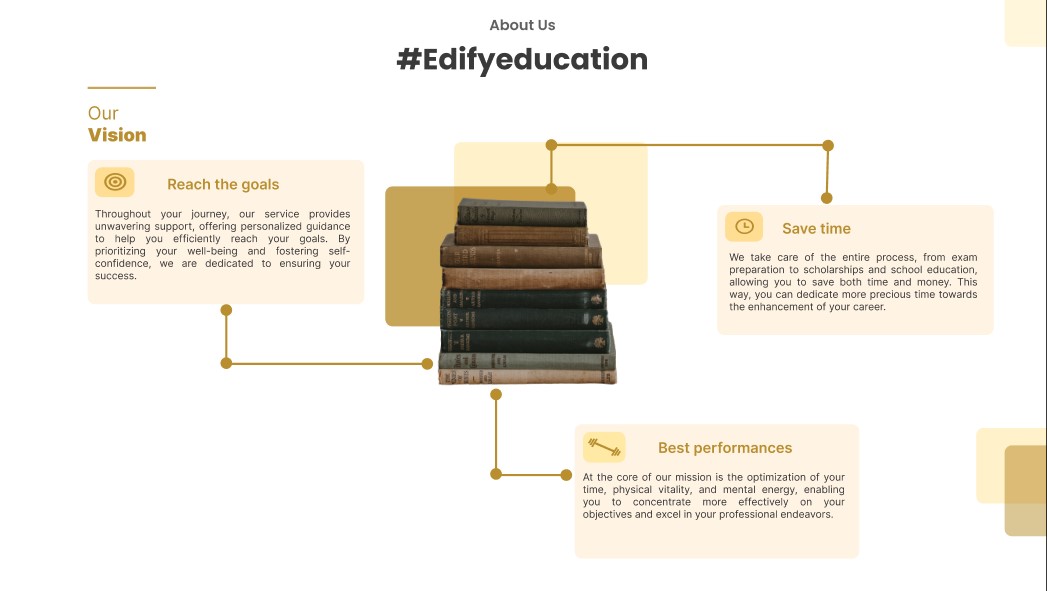 About Us
#Edifyeducation
Our
Vision
Reach the goals
Throughout your journey, our service provides
unwavering support, offering personalized guidance
to help you efficiently reach your goals. By
prioritizing your well-being and fostering self-
confidence, we are dedicated to ensuring your
success.
Save time
We take care of the entire process, from exam
preparation to scholarships and school education,
allowing you to save both time and money. This
way, you can dedicate more precious time towards
the enhancement of your career.
Best performances
At the core of our mission is the optimization of your
time, physical vitality, and mental energy, enabling
you to concentrate more effectively on your
objectives and excel in your professional endeavors.